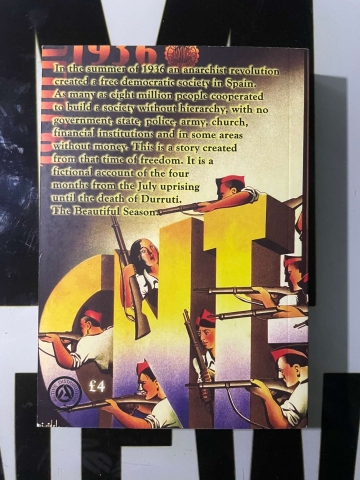 1936
In the summer of 1936 an anarchist revolution
created a free democratic society in Spain.
As many as eight million people cooperated
to build a society without hierarchy, with no
government, state, police, army, church,
financial institutions and in some areas
without money. This is a story created
from that time of freedom. It is a
fictional account of the four
months from the July uprising
until the death of Durruti.
The Beautiful Season.
CNT
£4